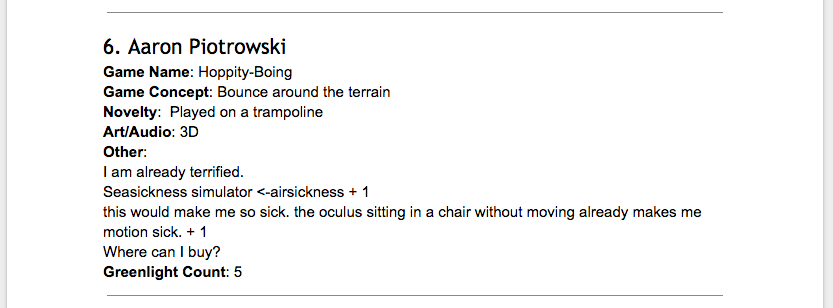 6. Aaron Piotrowski
Game Name: Hoppity-Boing
Game Concept: Bounce around the terrain
Novelty:  Played on a trampoline
Art/Audio: 3D
Other:
I am already terrified.
Seasickness simulator <-airsickness + 1
this would make me so sick. the oculus sitting in a chair without moving already makes me
motion sick. + 1
Where can I buy?
Greenlight Count: 5